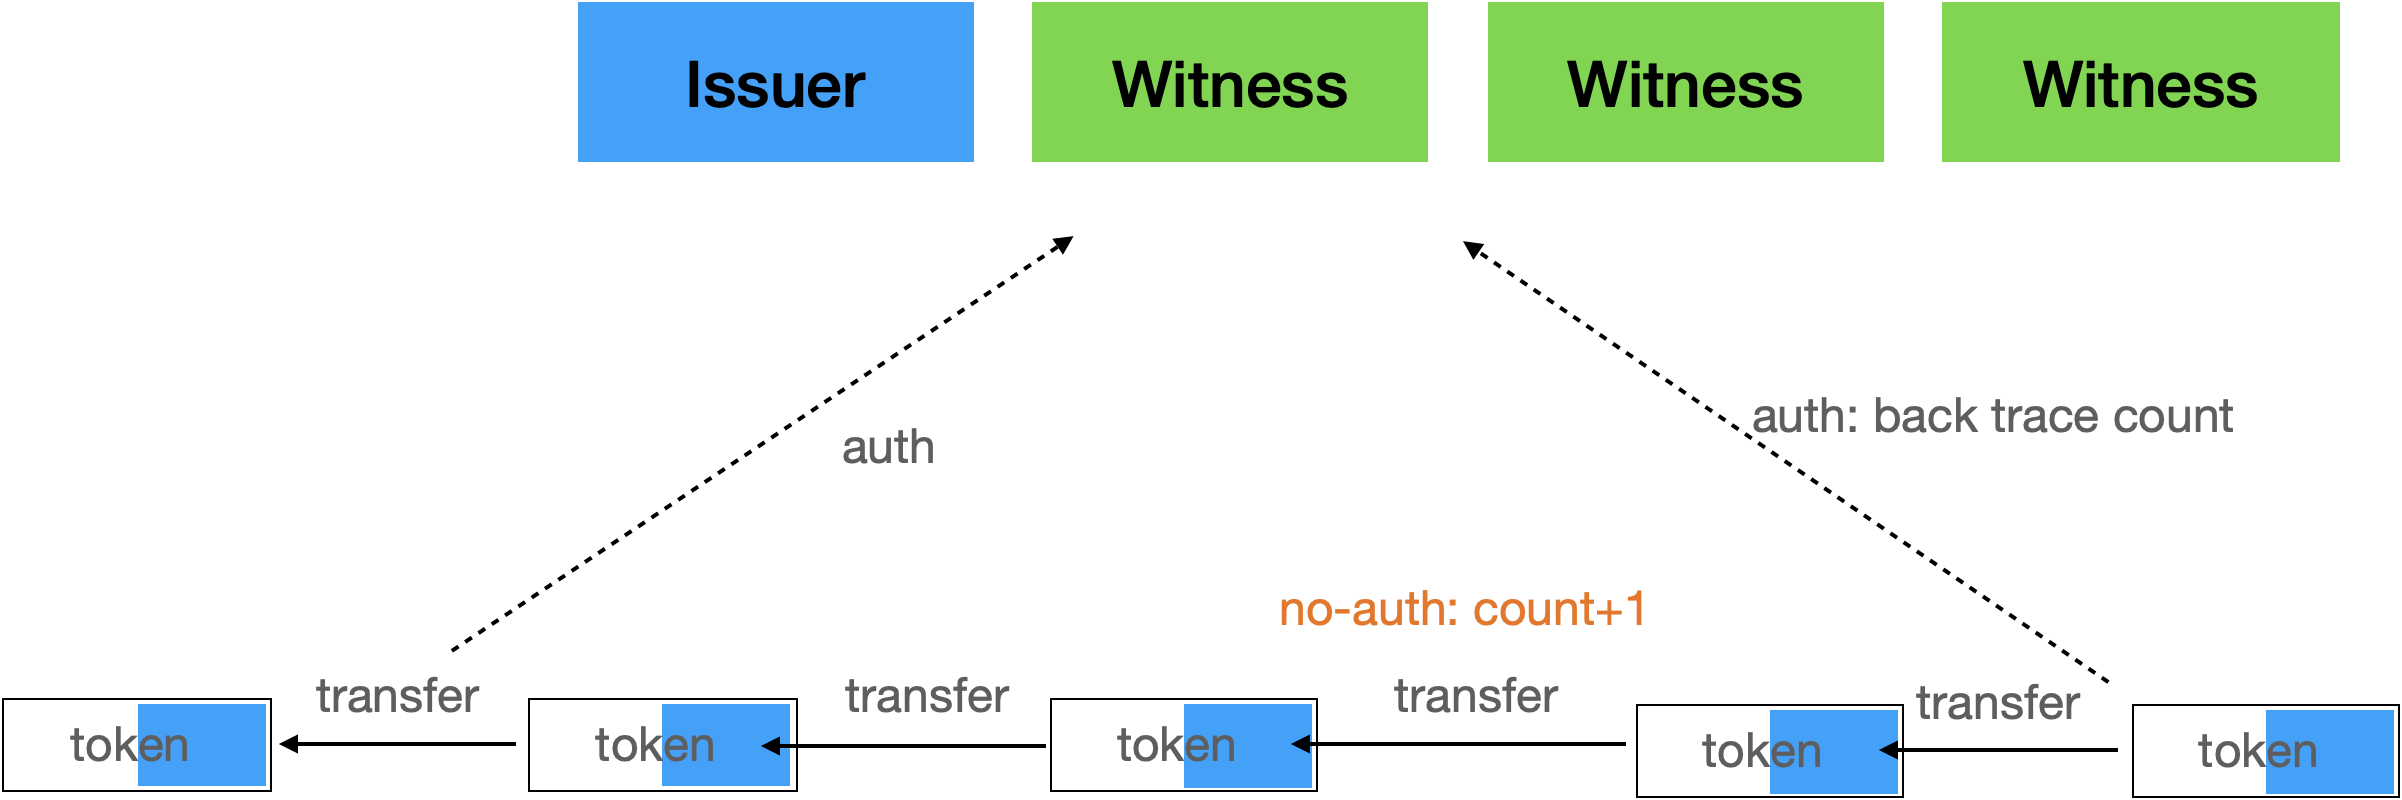 Issuer
Witness
Witness
Witness
auth: back trace count
auth
no-auth: count+1
transfer
transfer
transfer
transfer
token
token
token
token
token